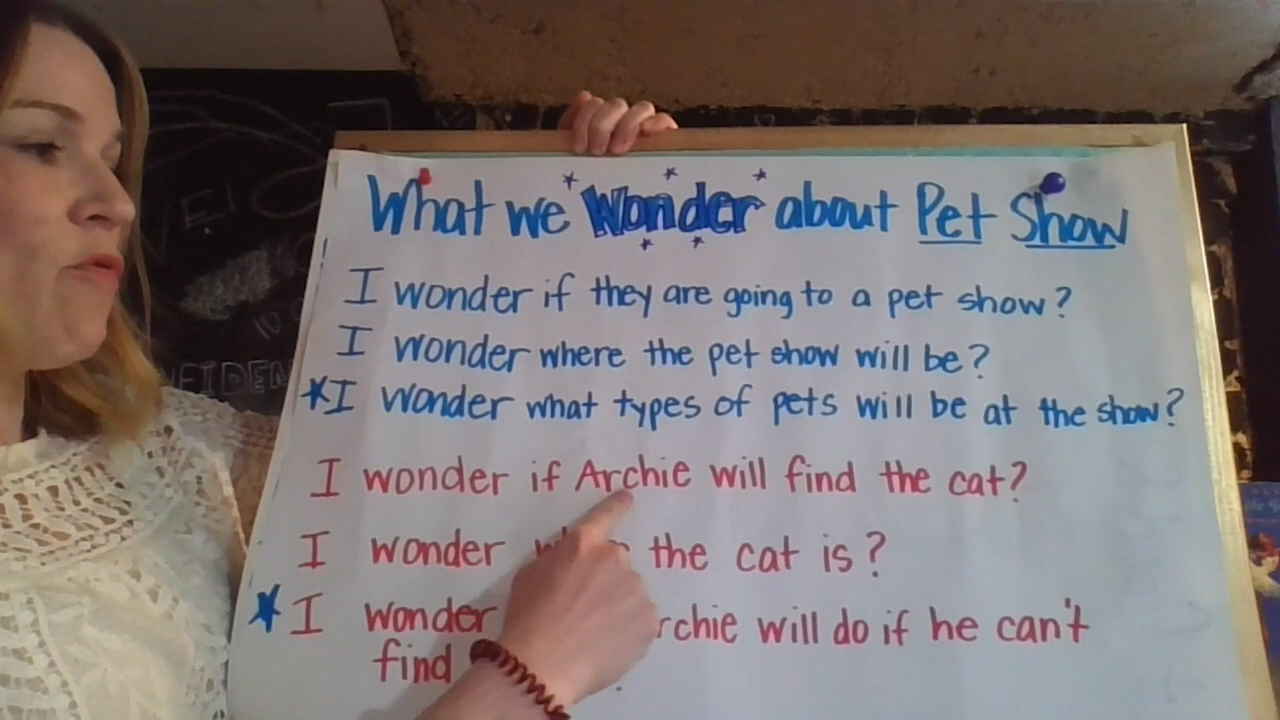 What we Wonder about Pet Show
I wonder if they are going to a pet show?
I wonder where the pet show will be?
I wonder what types of pets will be at the show?
I wonder if Archie will find the cat?
I wonder the cat is?
I wonder will do if he can't
find